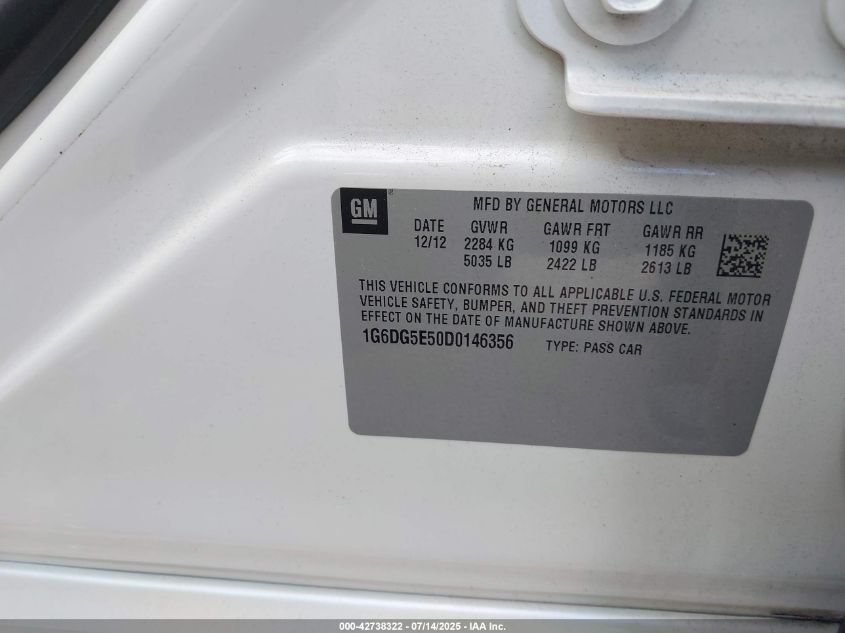 GM
MFD BY GENERAL MOTORS LLC
DATE GVWR GAWR FRT GAWR RR
12/12 2284 KG 1099 KG 1185 KG
5035 LB 2422 LB 2613 LB
THIS VEHICLE CONFORMS TO ALL APPLICABLE U.S. FEDERAL MOTOR
VEHICLE SAFETY, BUMPER, AND THEFT PREVENTION STANDARDS IN
EFFECT ON THE DATE OF MANUFACTURE SHOWN ABOVE.
1G6DG5E50D0146356 TYPE: PASS CAR
000-42738322 - 07/14/2025 - IAA Inc.